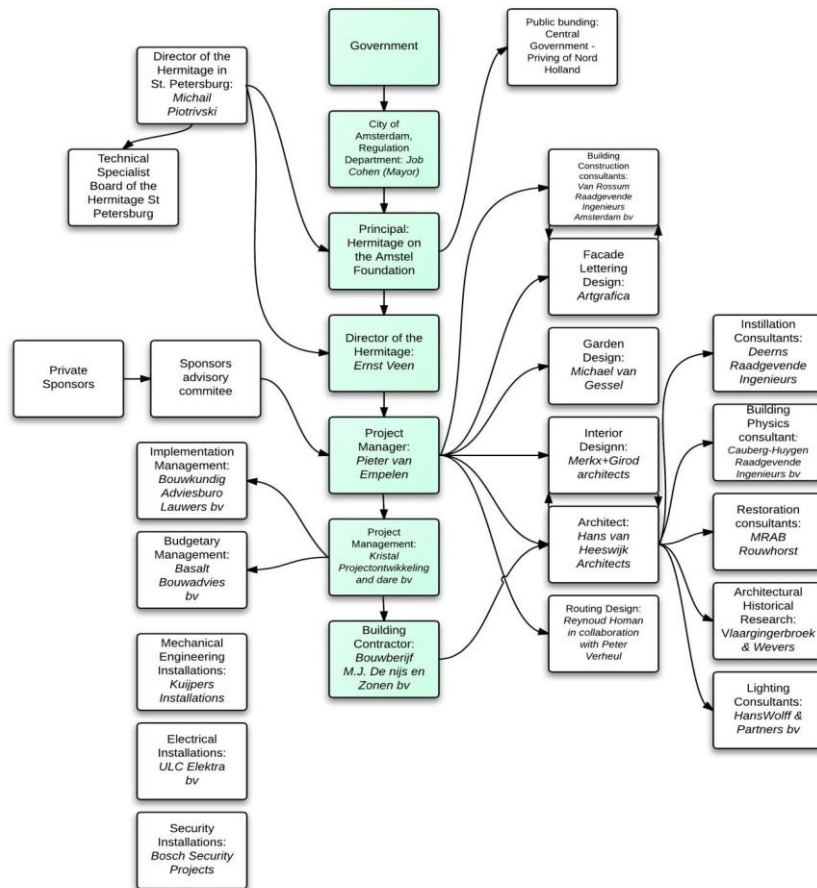 Government
Public bunding:
Central
Government -
Priving of Nord
Holland
Director of the
Hermitage in
St. Petersburg:
Michail
Piotrivski
City of
Amsterdam,
Regulation
Department: Job
Cohen (Mayor)
Technical
Specialist
Board of the
Hermitage St
Petersburg
Building
Construction
consultants:
Van Rossum
Raadgevende
Ingenieurs
Amsterdam bv
Principal:
Hermitage on
the Amstel
Foundation
Facade
Lettering
Design:
Artgrafica
Director of the
Hermitage:
Ernst Veen
Garden
Design:
Michael van
Gessel
Instillation
Consultants:
Deerns
Raadgevende
Ingenieurs
Private
Sponsors
Sponsors
advisory
commitee
Project
Manager:
Pieter van
Empelen
Interior Designn:
Merkx+Girod
architects
Building
Physics
consultant:
Cauberg-Huygen
Raadgevende
Ingenieurs bv
Implementation
Management:
Bouwkundig
Adviesburo
Lauwers bv
Project
Management:
Kristal
Projectontwikkeling
and dare bv
Architect:
Hans van
Heeswijk
Architects
Restoration
consultants:
MRAB
Rouwhorst
Budgetary
Management:
Basalt
Bouwadvies
bv
Building
Contractor:
Bouwberijf
M.J. De nijs en
Zonen bv
Routing Design:
Reynoud Homan
in collaboration
with Peter
Verheul
Architectural
Historical
Research:
Vlaargingerbroek
& Wevers
Mechanical
Engineering
Installations:
Kuijpers
Installations
Lighting
Consultants:
HansWolff &
Partners bv
Electrical
Installations:
ULC Elektra
bv
Security
Installations:
Bosch Security
Projects